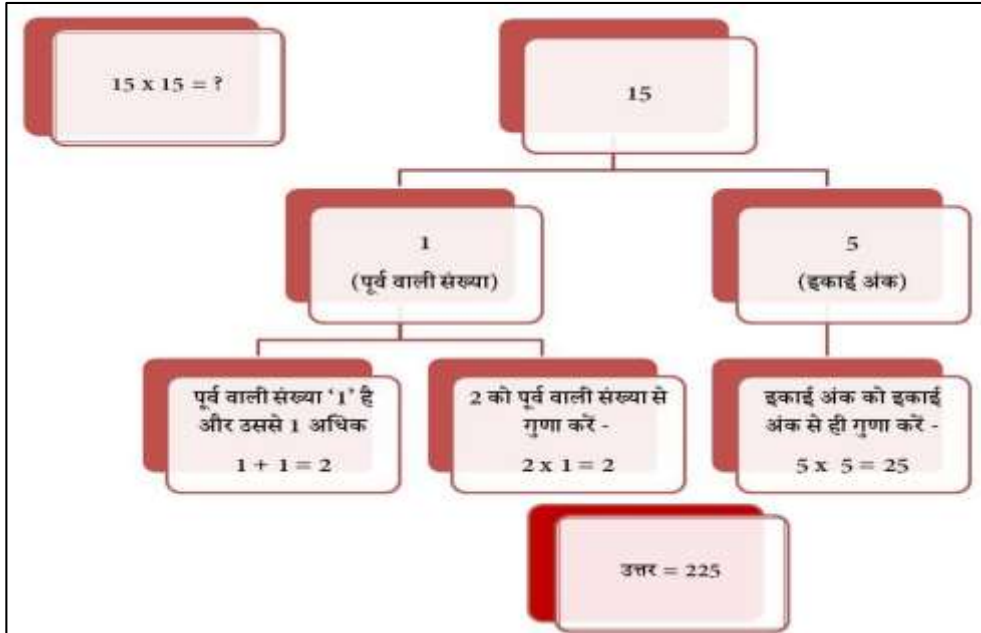 15 x 15 = ?
15
1
(पूर्व वाली संख्या)
5
(इकाई अंक)
पूर्व वाली संख्या ‘1’ है
और उससे 1 अधिक
1 + 1 = 2
2 को पूर्व वाली संख्या से
गुणा करें -
2 x 1 = 2
इकाई अंक को इकाई
अंक से ही गुणा करें -
5 x 5 = 25
उत्तर = 225